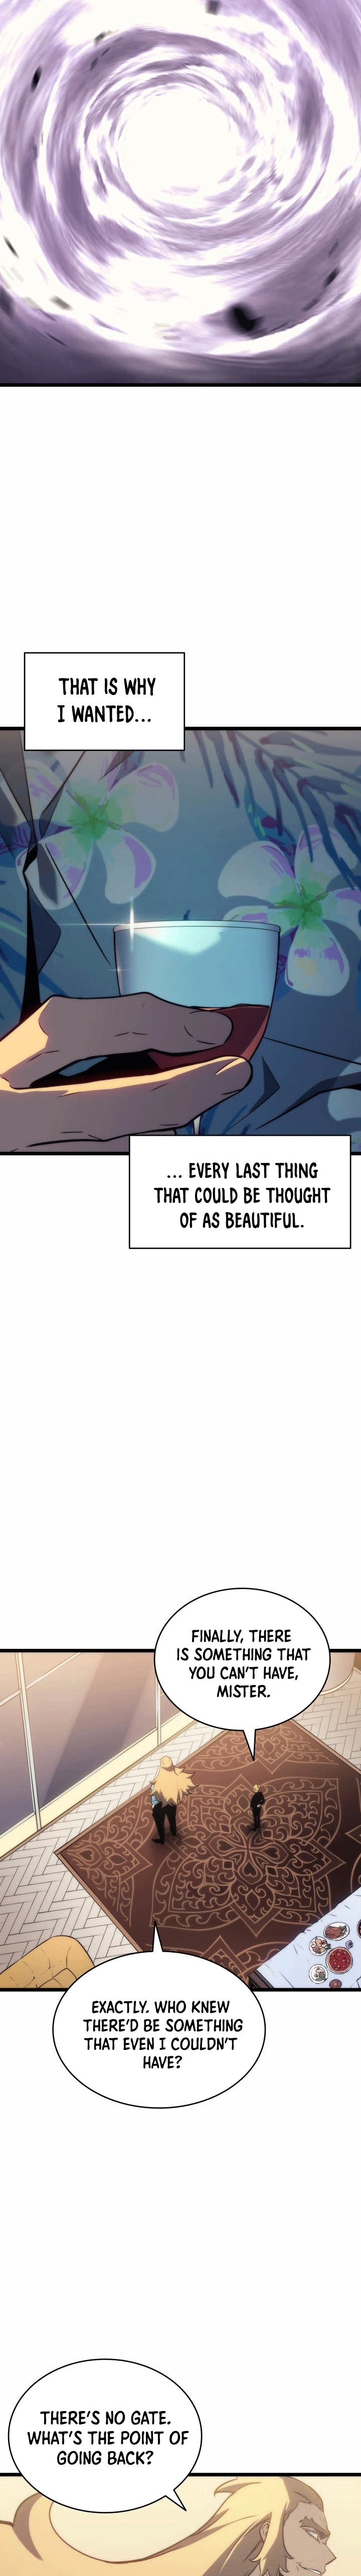 THAT IS WHY
I WANTED...
... EVERY LAST THING
THAT COULD BE THOUGHT
OF AS BEAUTIFUL.
FINALLY, THERE
IS SOMETHING THAT
YOU CAN'T HAVE,
MISTER.
EXACTLY. WHO KNEW
THERE'D BE SOMETHING
THAT EVEN I COULDN'T
HAVE?
THERE'S NO GATE.
WHAT'S THE POINT OF
GOING BACK?